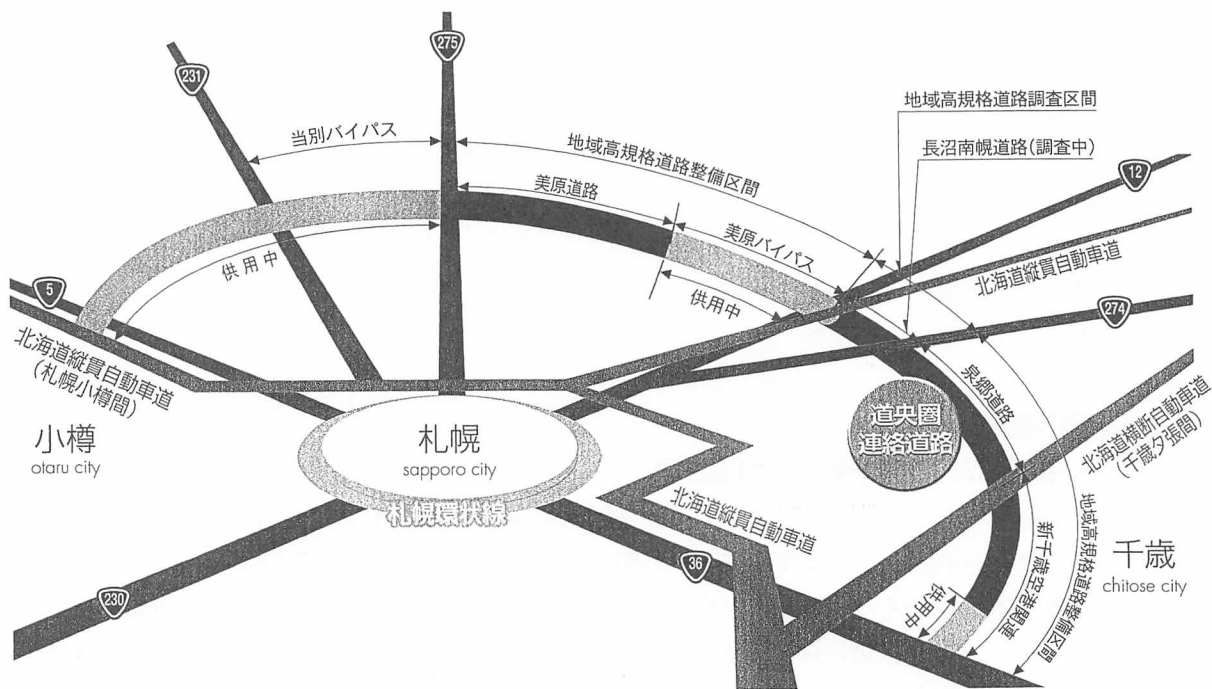 275
231
地域高規格道路調査区間
当別バイパス
地域高規格道路整備区間
長沼南幌道路(調査中)
12
美原道路
美原バイパス
北海道縦貫自動車道
供用中
供用中
5
274
北海道縦貫自動車道
(札幌小樽間)
泉郷道路
道央圏
連絡道路
北海道横断自動車道
(千歳夕張間)
小樽
otaru city
札幌
sapporo city
札幌環状線
北海道縦貫自動車道
地域高規格道路整備区間
新千歳空港関連
千歳
chitose city
36
230
供用中